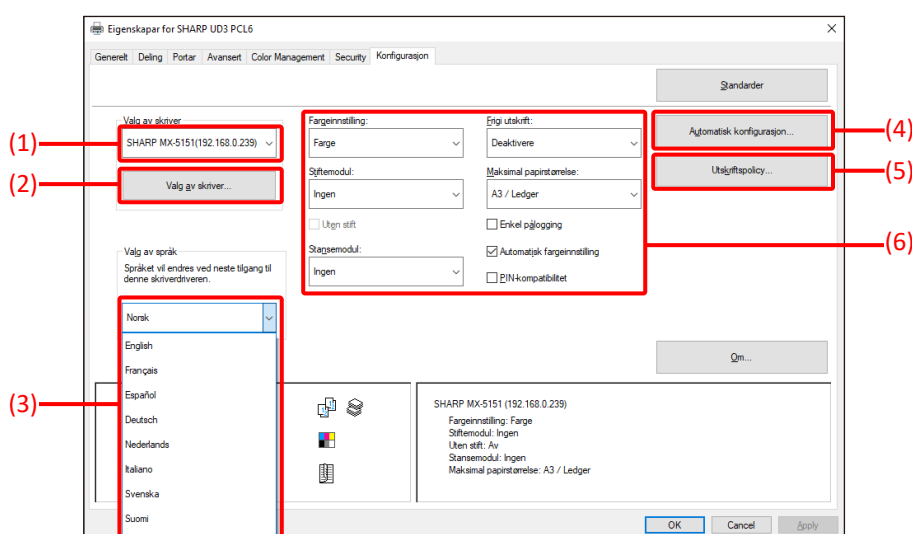 Eigenskapar for SHARP UD3 PCL6
Generelt Deling Portar Avansert Color Management Security Konfigurasjon
Standarder
Valg av skriver
SHARP MX-5151(192.168.0.239)
Valg av skriver...
Fargeinnstilling:
Farge
Stiftemodul:
Ingen
Uten stift
Stansemodul:
Ingen
Frigi utskrift:
Deaktivere
Maksimal papirstørrelse:
A3 / Ledger
Enkel pålogging
Automatisk fargeinnstilling
PIN-kompatibilitet
Automatisk konfigurasjon...
Utskriftspolicy...
(1)
(2)
(3)
(4)
(5)
(6)
Valg av språk
Språket vil endres ved neste tilgang til
denne skriverdriveren.
Norsk
English
Français
Español
Deutsch
Nederlands
Italiano
Svenska
Suomi
Om...
SHARP MX-5151 (192.168.0.239)
Fargeinnstilling: Farge
Stiftemodul: Ingen
Uten stift: Av
Stansemodul: Ingen
Maksimal papirstørrelse: A3 / Ledger
OK Cancel Apply